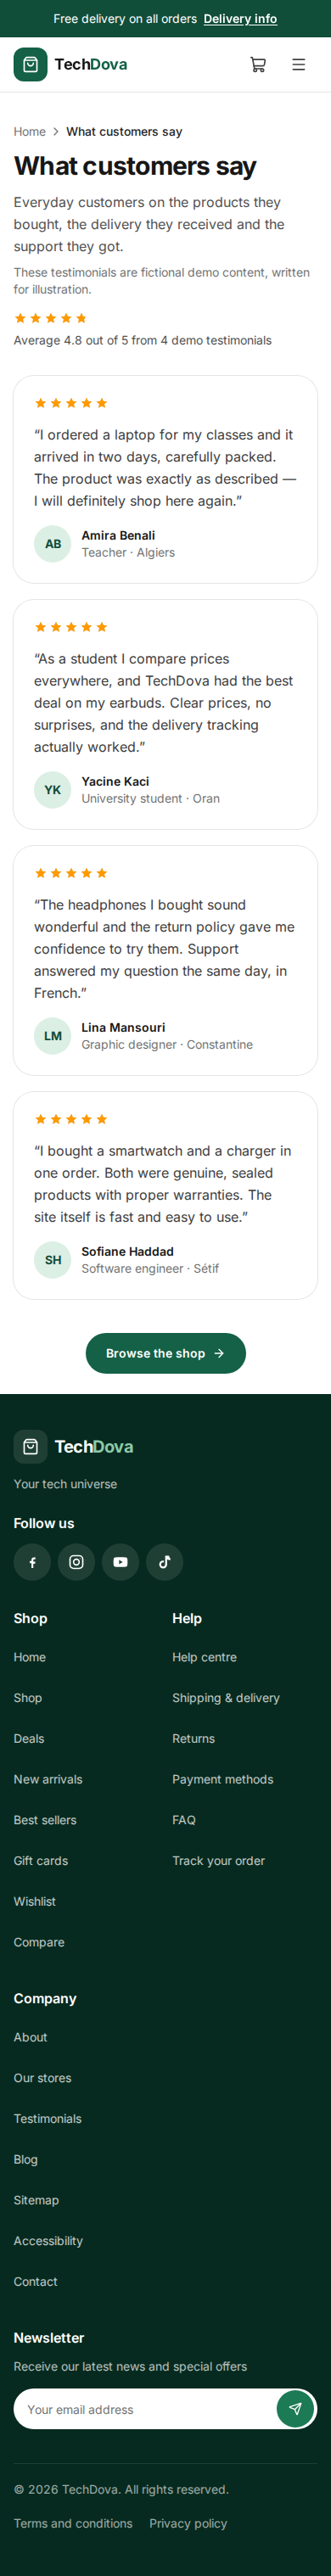 Free delivery on all orders Delivery info
TechDova
Home > What customers say
What customers say
Everyday customers on the products they
bought, the delivery they received and the
support they got.
These testimonials are fictional demo content, written
for illustration.
Average 4.8 out of 5 from 4 demo testimonials
“I ordered a laptop for my classes and it
arrived in two days, carefully packed.
The product was exactly as described —
I will definitely shop here again.”
AB
Amira Benali
Teacher · Algiers
“As a student I compare prices
everywhere, and TechDova had the best
deal on my earbuds. Clear prices, no
surprises, and the delivery tracking
actually worked.”
YK
Yacine Kaci
University student · Oran
“The headphones I bought sound
wonderful and the return policy gave me
confidence to try them. Support
answered my question the same day, in
French.”
LM
Lina Mansouri
Graphic designer · Constantine
“I bought a smartwatch and a charger in
one order. Both were genuine, sealed
products with proper warranties. The
site itself is fast and easy to use.”
SH
Sofiane Haddad
Software engineer · Sétif
Browse the shop →
TechDova
Your tech universe
Follow us
Shop
Home
Shop
Deals
New arrivals
Best sellers
Gift cards
Wishlist
Compare
Help
Help centre
Shipping & delivery
Returns
Payment methods
FAQ
Track your order
Company
About
Our stores
Testimonials
Blog
Sitemap
Accessibility
Contact
Newsletter
Receive our latest news and special offers
Your email address
© 2026 TechDova. All rights reserved.
Terms and conditions Privacy policy